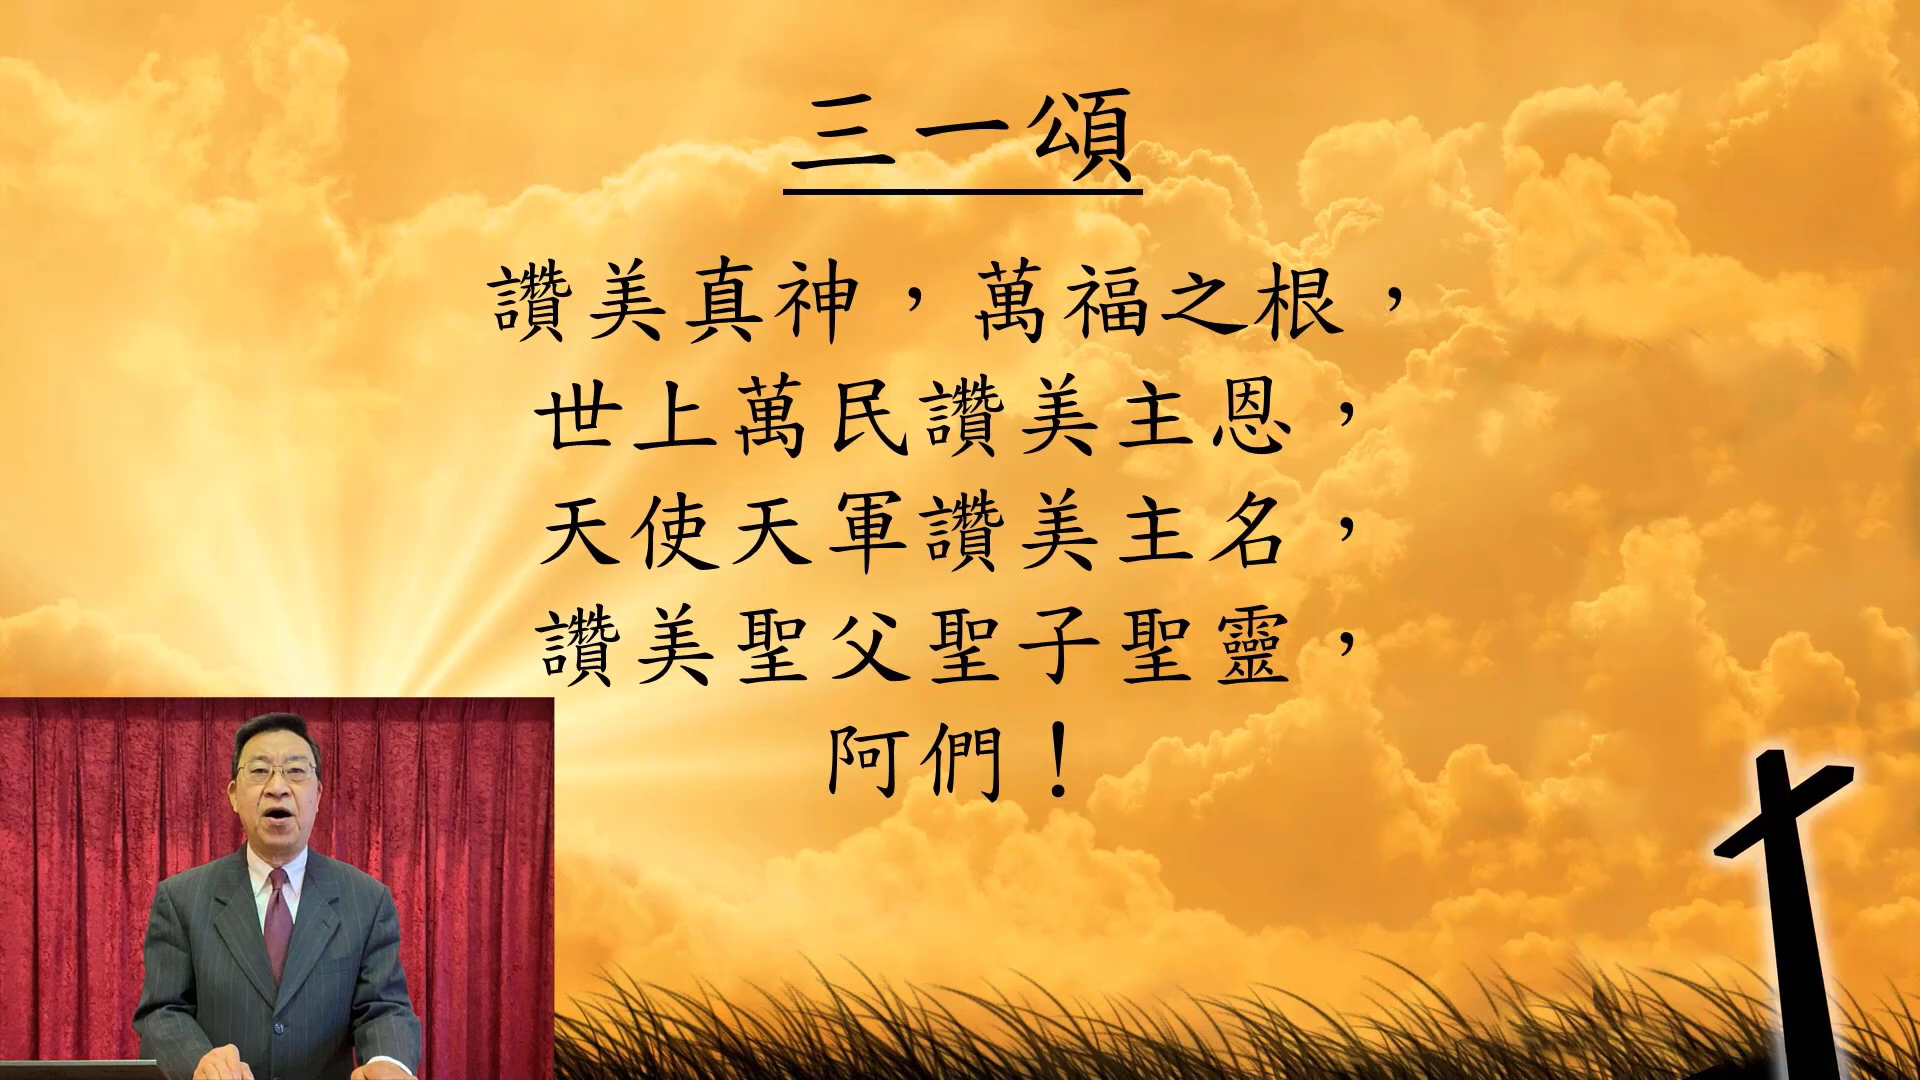 三一頌
讚美真神，萬福之根，
世上萬民讚美主恩，
天使天軍讚美主名，
讚美聖父聖子聖靈，
阿們！